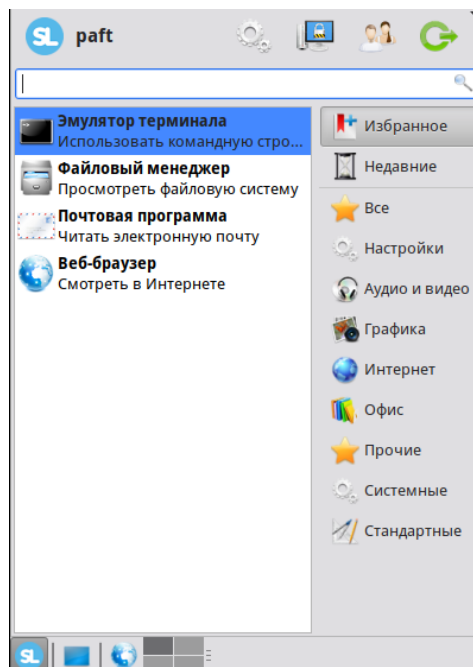 SL paft
Эмулятор терминала
Использовать командную стро...
Файловый менеджер
Просмотреть файловую систему
Почтовая программа
Читать электронную почту
Веб-браузер
Смотреть в Интернете
Избранное
Недавние
Все
Настройки
Аудио и видео
Графика
Интернет
Офис
Прочие
Системные
Стандартные
SL